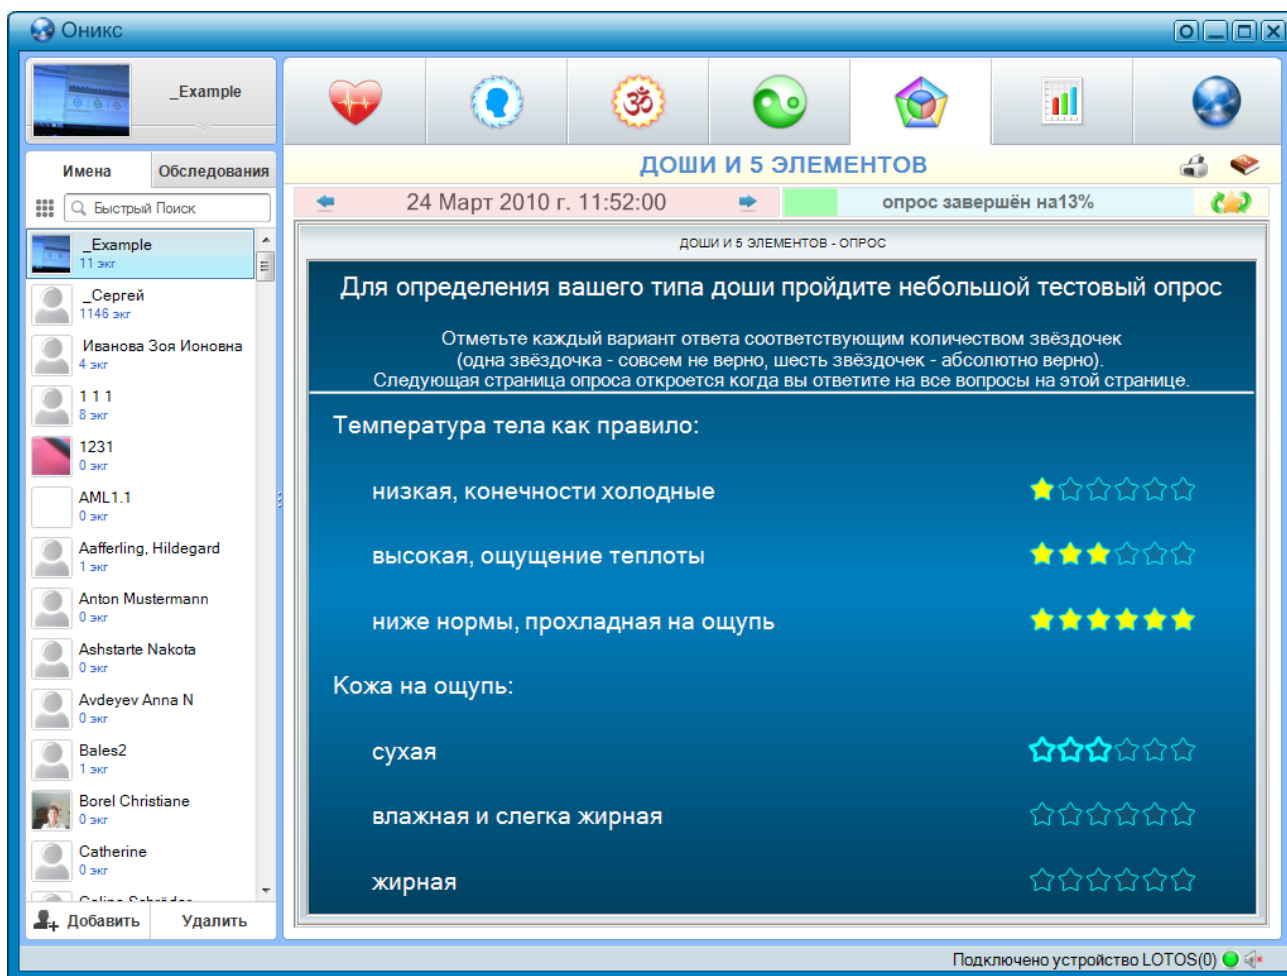 Оникс
_Example
Имена
Обследования
Быстрый Поиск
_Example
11 экг
_Сергей
1146 экг
Иванова Зоя Ионовна
4 экг
1 1 1
8 экг
1231
0 экг
AML1.1
0 экг
Aafferling, Hildegard
1 экг
Anton Mustermann
0 экг
Ashstarte Nakota
0 экг
Avdeyev Anna N
0 экг
Bales2
1 экг
Borel Christiane
0 экг
Catherine
0 экг
Добавить
Удалить
ДОШИ И 5 ЭЛЕМЕНТОВ
24 Март 2010 г. 11:52:00
опрос завершён на13%
ДОШИ И 5 ЭЛЕМЕНТОВ - ОПРОС
Для определения вашего типа доши пройдите небольшой тестовый опрос
Отметьте каждый вариант ответа соответствующим количеством звёздочек
(одна звёздочка - совсем не верно, шесть звёздочек - абсолютно верно).
Следующая страница опроса откроется когда вы ответите на все вопросы на этой странице.
Температура тела как правило:
низкая, конечности холодные
высокая, ощущение теплоты
ниже нормы, прохладная на ощупь
Кожа на ощупь:
сухая
влажная и слегка жирная
жирная
Подключено устройство LOTOS(0)